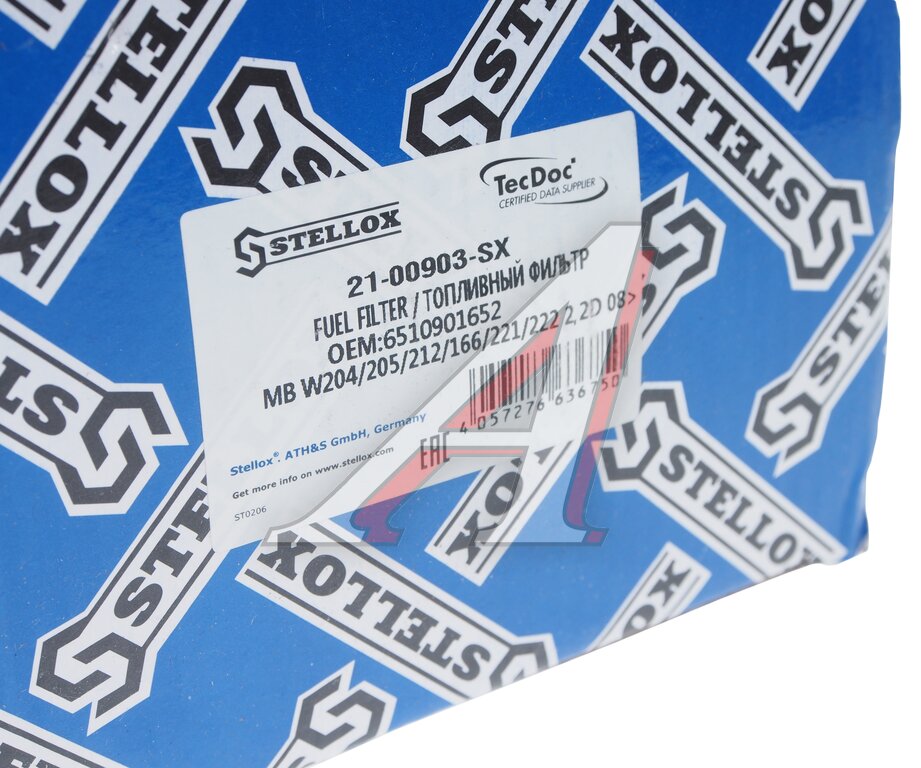 STELLOX
TecDoc
CERTIFIED DATA SUPPLIER
21-00903-SX
FUEL FILTER / ТОПЛИВНЫЙ ФИЛЬТР
OEM:6510901652
MB W204/205/212/166/221/222 2,2D 08>
4 057276 636750
EAC
Stellox®. ATH&S GmbH, Germany
Get more info on www.stellox.com
ST0206
STELLOX
STELLOX
STELLOX
STELLOX